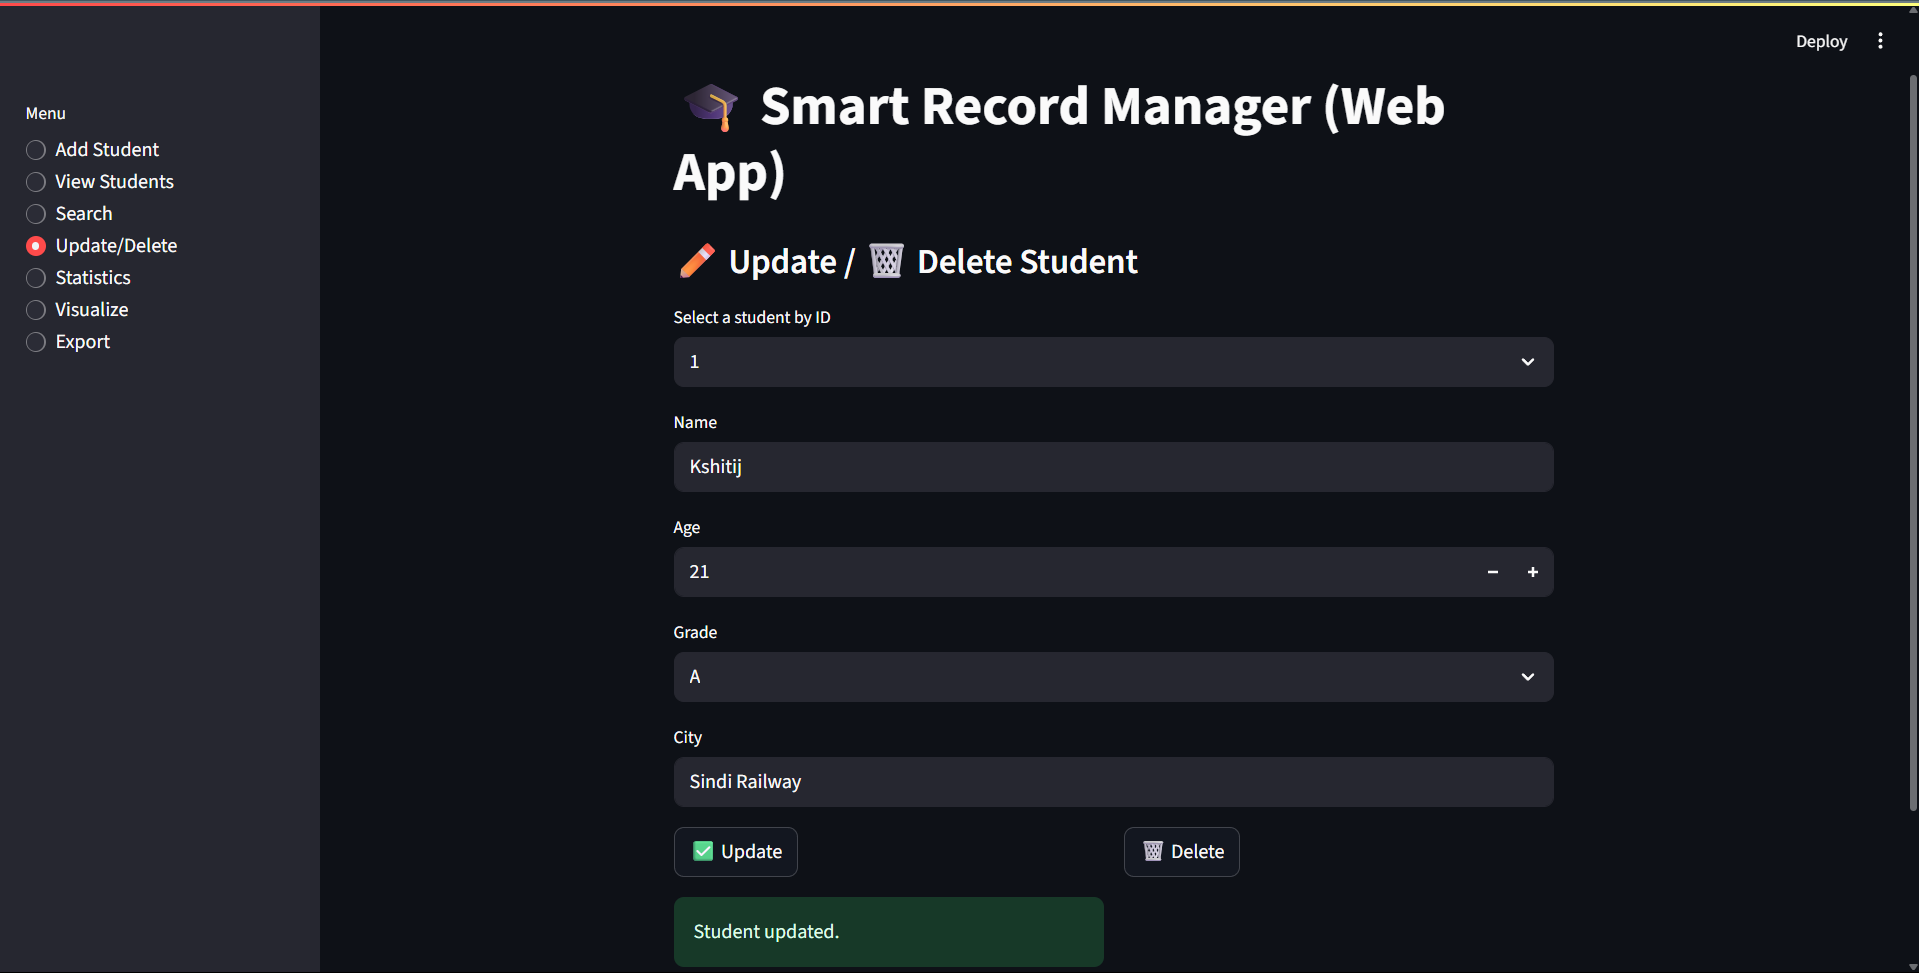 Deploy
Menu
Add Student
View Students
Search
Update/Delete
Statistics
Visualize
Export
🎓 Smart Record Manager (Web
App)
✏️ Update / 🗑️ Delete Student
Select a student by ID
1
Name
Kshitij
Age
21
Grade
A
City
Sindi Railway
✅ Update
🗑️ Delete
Student updated.